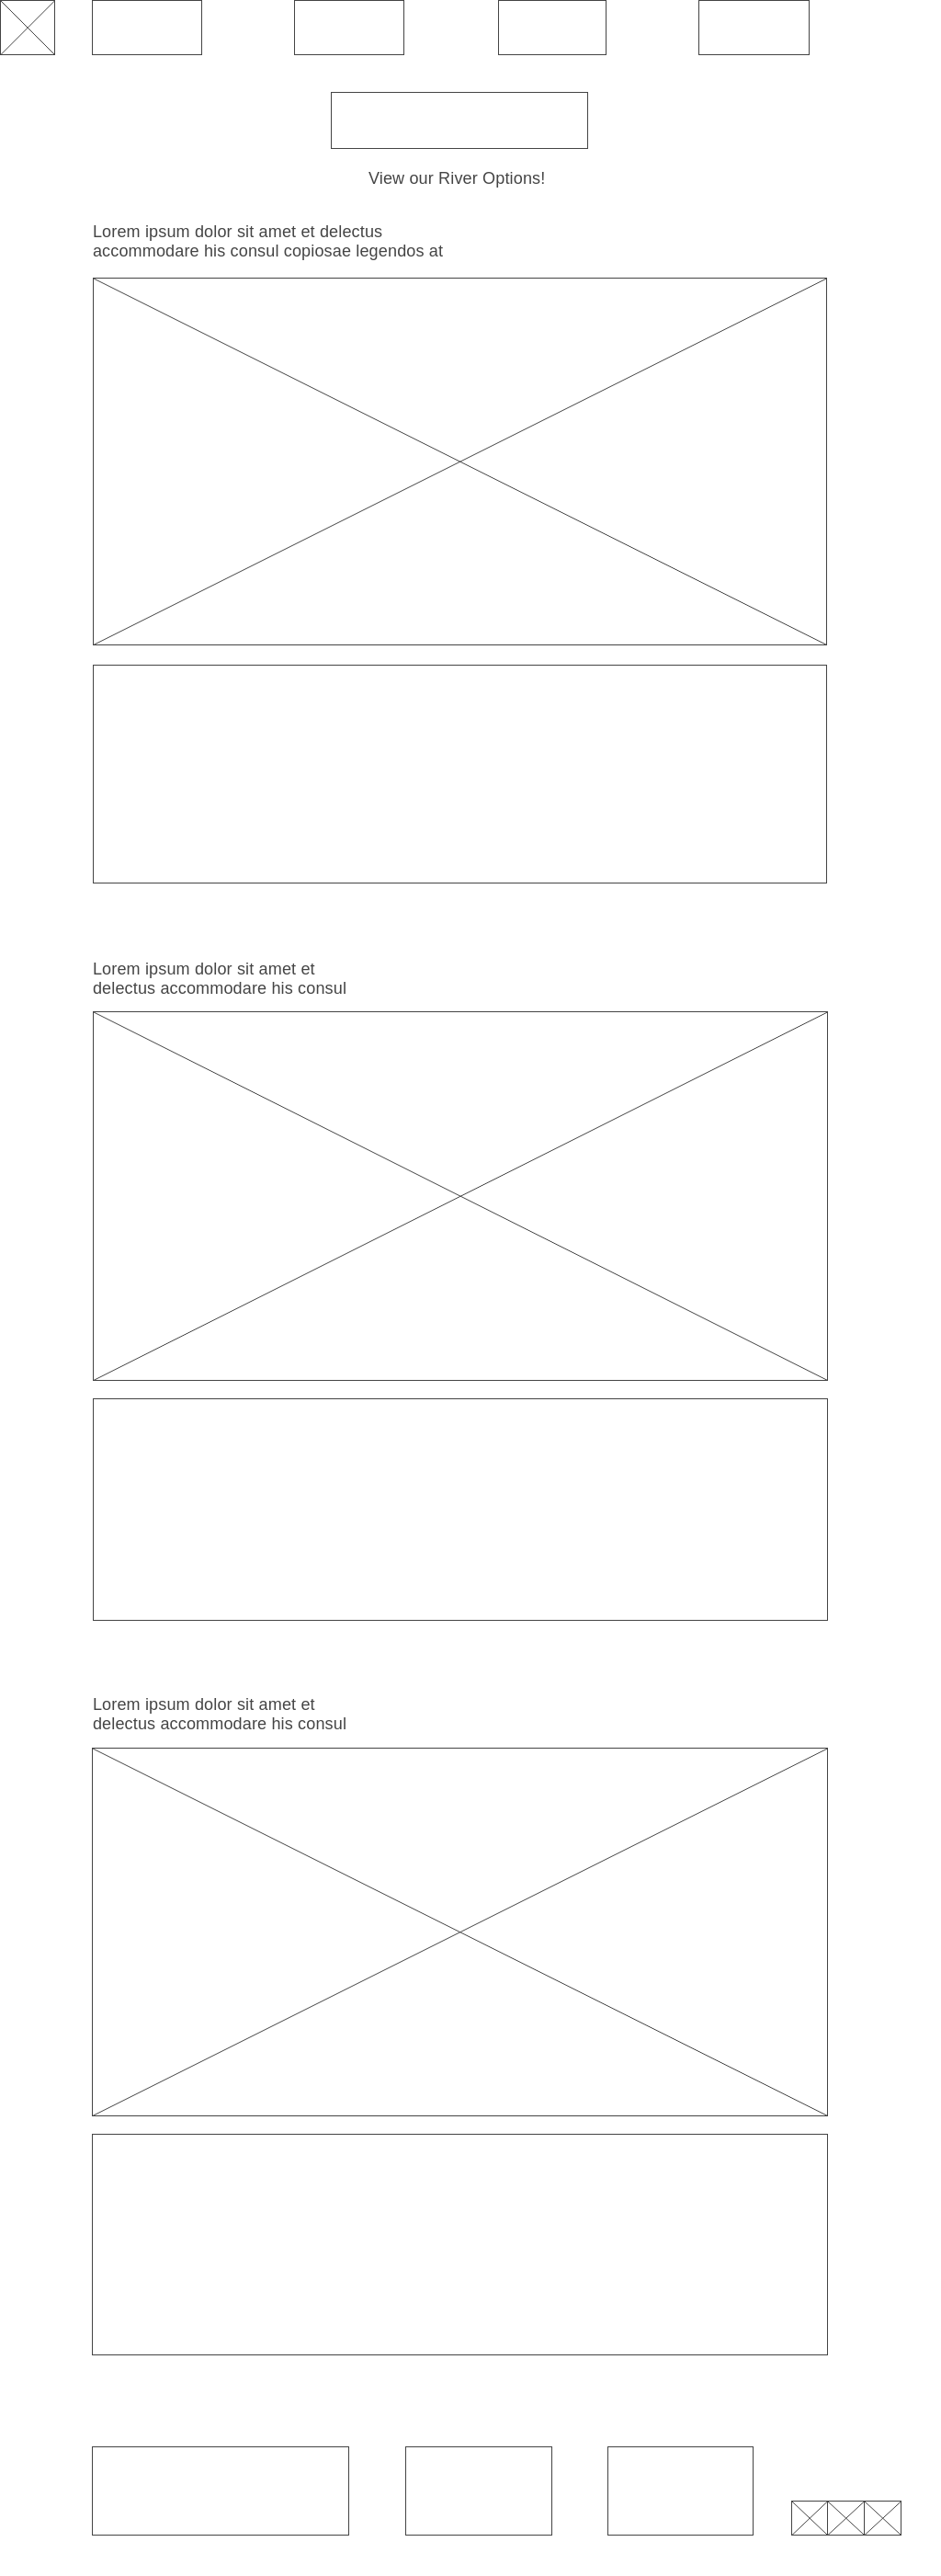 View our River Options!
Lorem ipsum dolor sit amet et delectus
accommodare his consul copiosae legendos at
Lorem ipsum dolor sit amet et
delectus accommodare his consul
Lorem ipsum dolor sit amet et
delectus accommodare his consul